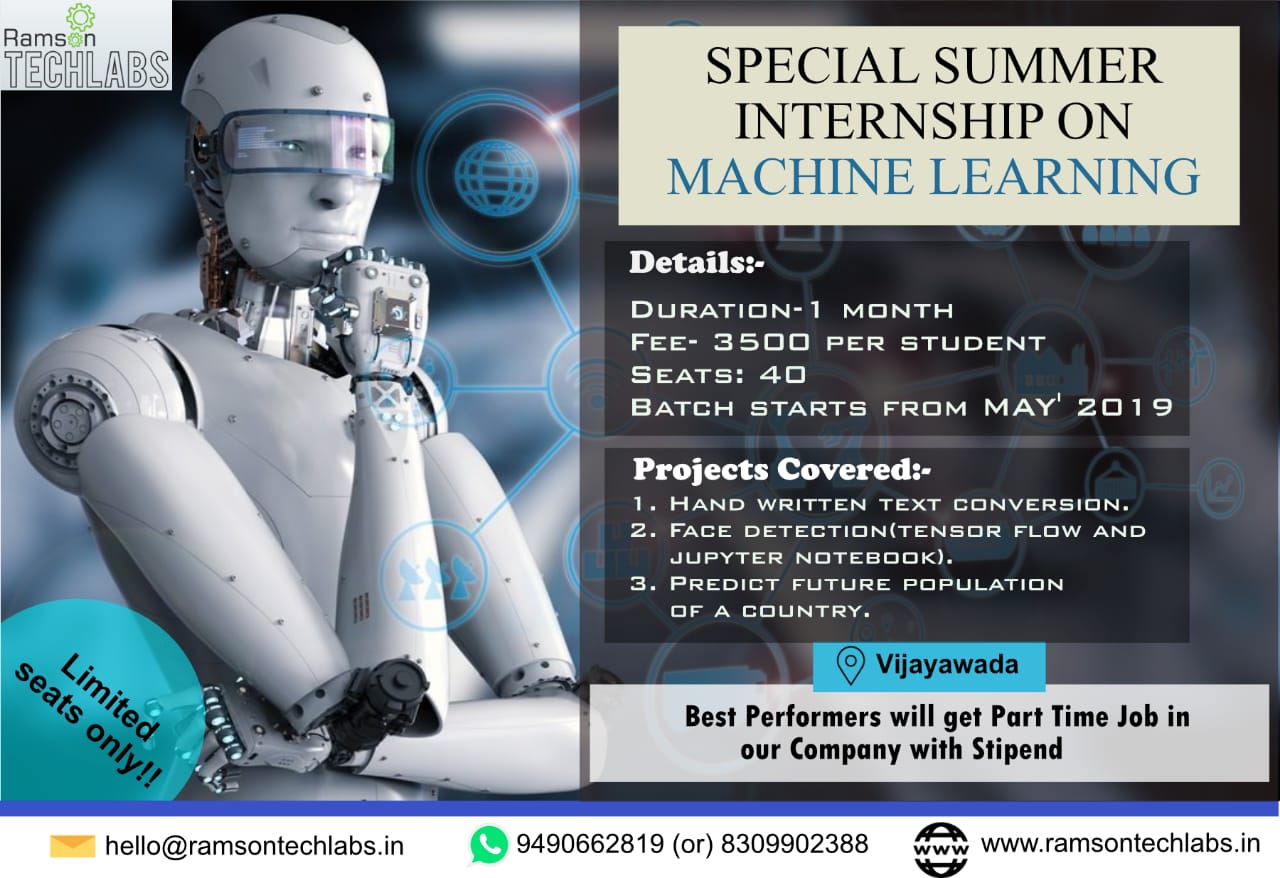 Ramson
TECHLABS
SPECIAL SUMMER
INTERNSHIP ON
MACHINE LEARNING
Details:-
DURATION-1 MONTH
FEE- 3500 PER STUDENT
SEATS: 40
BATCH STARTS FROM MAY' 2019
Projects Covered:-
1. HAND WRITTEN TEXT CONVERSION.
2. FACE DETECTION(TENSOR FLOW AND
JUPYTER NOTEBOOK).
3. PREDICT FUTURE POPULATION
OF A COUNTRY.
Vijayawada
Best Performers will get Part Time Job in
our Company with Stipend
Limited
seats only!!
hello@ramsontechlabs.in
9490662819 (or) 8309902388
WWW
www.ramsontechlabs.in